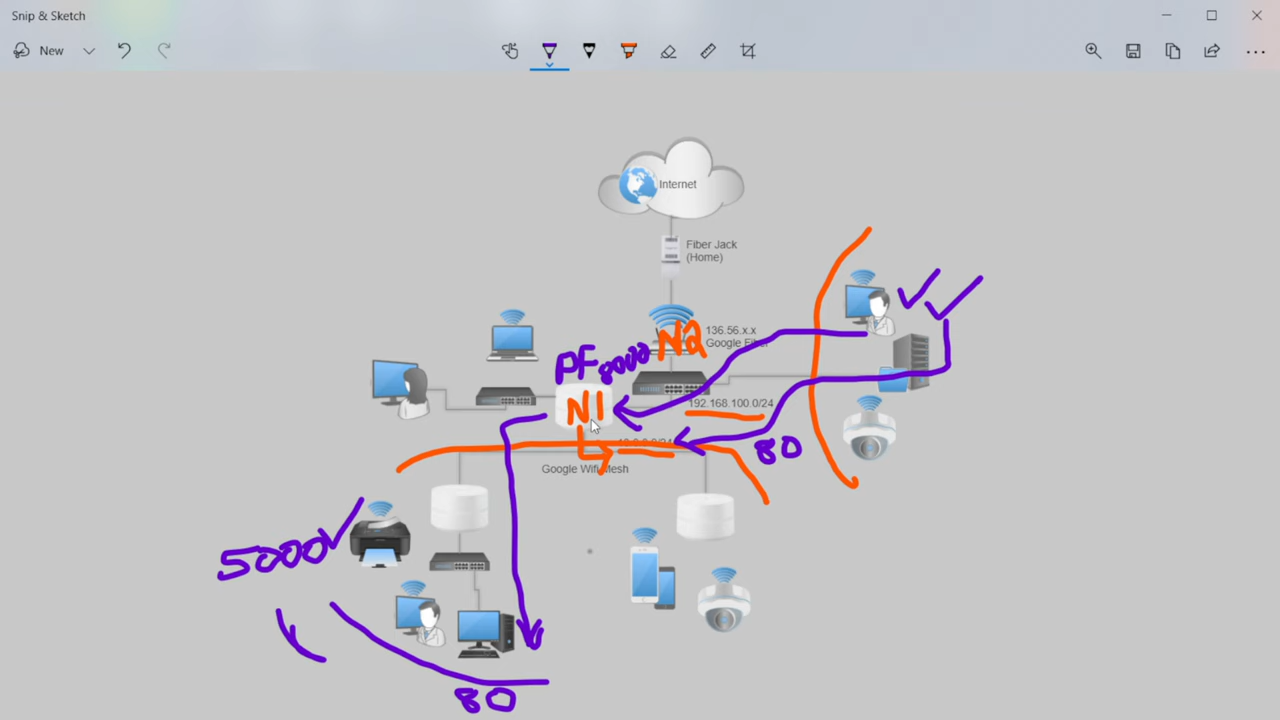 Snip & Sketch
New
Internet
Fiber Jack
(Home)
136.56.x.x
Google Fiber
N2
PF 8000
N1
192.168.100.0/24
80
Google Wifi Mesh
5000
80